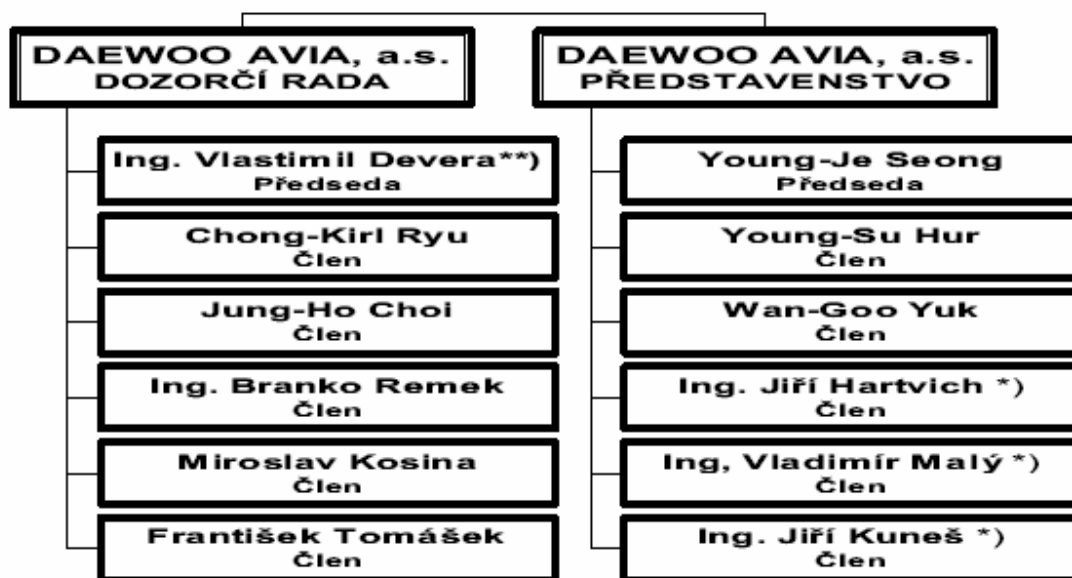 DAEWOO AVIA, a.s.
DOZORČÍ RADA
Ing. Vlastimil Devera**)
Předseda
Chong-Kirl Ryu
Člen
Jung-Ho Choi
Člen
Ing. Branko Remek
Člen
Miroslav Kosina
Člen
František Tomášek
Člen
DAEWOO AVIA, a.s.
PŘEDSTAVENSTVO
Young-Je Seong
Předseda
Young-Su Hur
Člen
Wan-Goo Yuk
Člen
Ing. Jiří Hartvich *)
Člen
Ing, Vladimír Malý *)
Člen
Ing. Jiří Kuneš *)
Člen